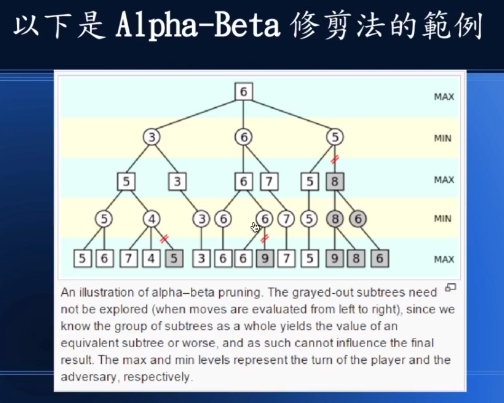 以下是 Alpha-Beta 修剪法的範例
6 MAX
3 6 5 MIN
5 3 6 7 5 8 MAX
5 4 3 6 6 7 5 8 6 MIN
5 6 7 4 5 3 6 6 9 7 5 9 8 6 MAX
An illustration of alpha–beta pruning. The grayed-out subtrees need
not be explored (when moves are evaluated from left to right), since we
know the group of subtrees as a whole yields the value of an
equivalent subtree or worse, and as such cannot influence the final
result. The max and min levels represent the turn of the player and the
adversary, respectively.